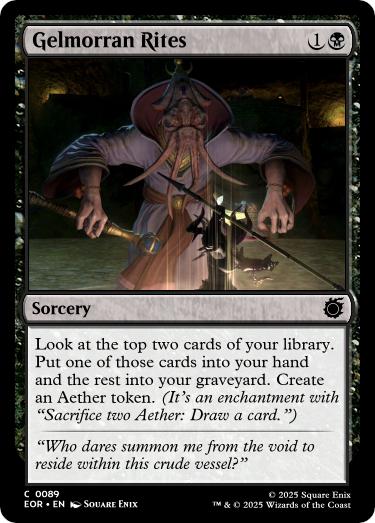 Gelmorran Rites 1
Sorcery
Look at the top two cards of your library.
Put one of those cards into your hand
and the rest into your graveyard. Create
an Aether token. (It's an enchantment with
“Sacrifice two Aether: Draw a card.”)
“Who dares summon me from the void to
reside within this crude vessel?”
C 0089
EOR • EN Square Enix
© 2025 Square Enix
™ & © 2025 Wizards of the Coast